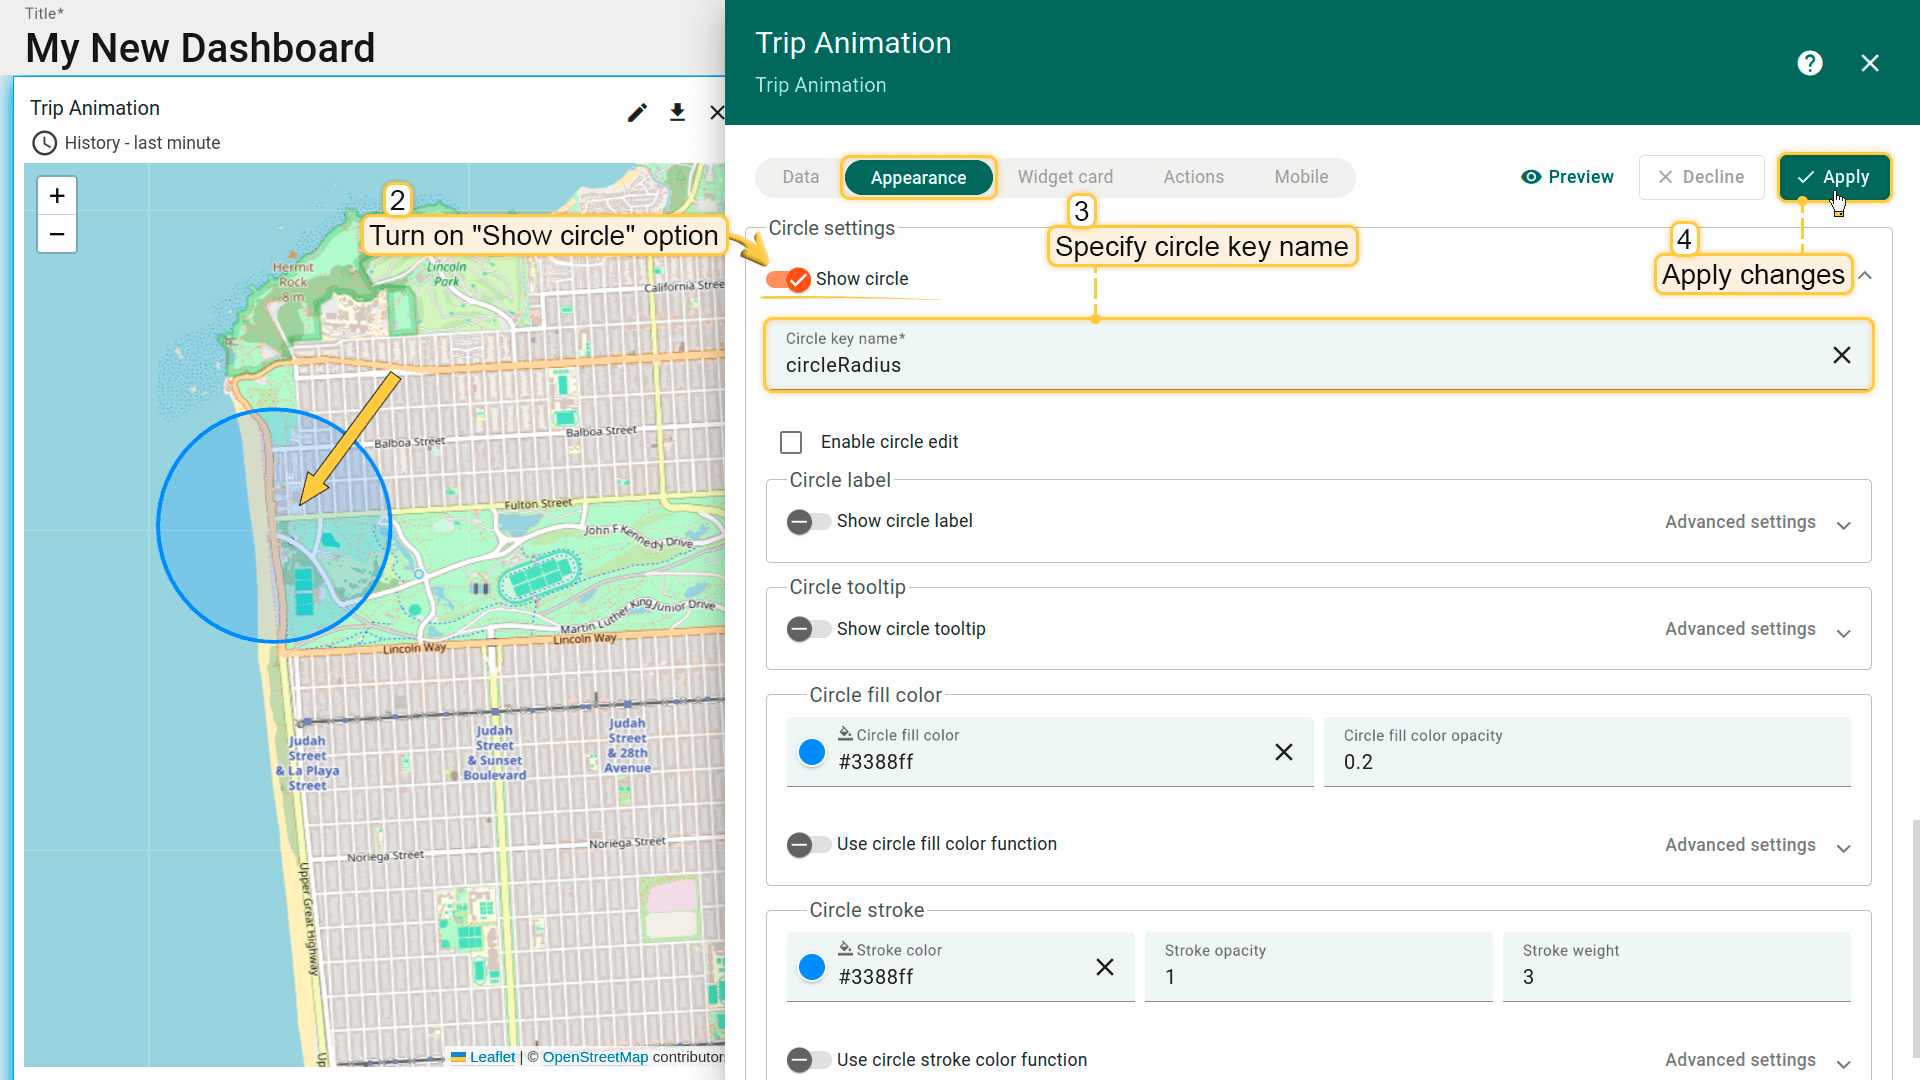 Title*
My New Dashboard
Trip Animation
History - last minute
+
−
Hermit
Rock
8 m
Lincoln
Park
California Stree
Balboa Street
Balboa Street
Fulton Street
John F Kennedy Drive
Martin Luther King Junior Drive
Lincoln Way
Lincoln Way
Judah
Street
& La Playa
Street
Judah
Street
& Sunset
Boulevard
Judah
Street
& 28th
Avenue
Noriega Street
Noriega Street
Upper Great Highway
Up
Leaflet | © OpenStreetMap contributor
2
Turn on "Show circle" option
Trip Animation
Trip Animation
?
Data
Appearance
Widget card
Actions
Mobile
Preview
Decline
Apply
3
Specify circle key name
4
Apply changes
Circle settings
Show circle
Circle key name*
circleRadius
Enable circle edit
Circle label
Show circle label
Advanced settings
Circle tooltip
Show circle tooltip
Advanced settings
Circle fill color
Circle fill color
#3388ff
Circle fill color opacity
0.2
Use circle fill color function
Advanced settings
Circle stroke
Stroke color
#3388ff
Stroke opacity
1
Stroke weight
3
Use circle stroke color function
Advanced settings